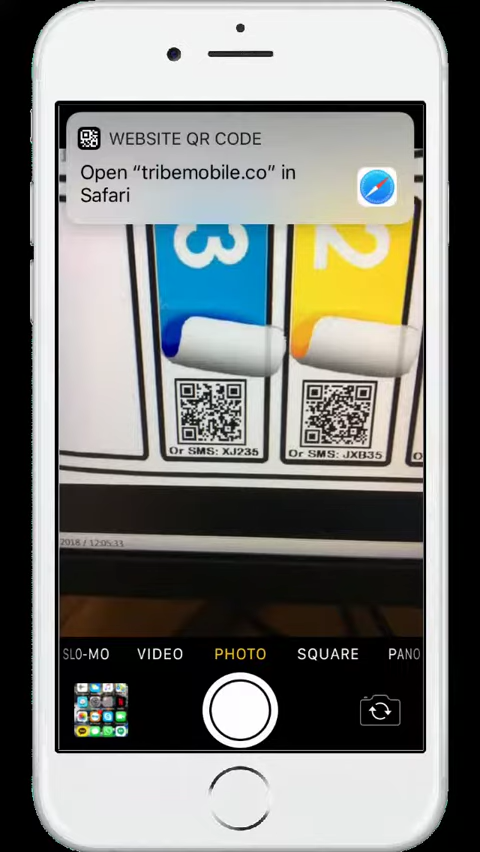 WEBSITE QR CODE
Open “tribemobile.co” in
Safari
3
2
Or SMS: XJ235
Or SMS: JXB35
2018 / 12:05:33
SLO-MO
VIDEO
PHOTO
SQUARE
PANO